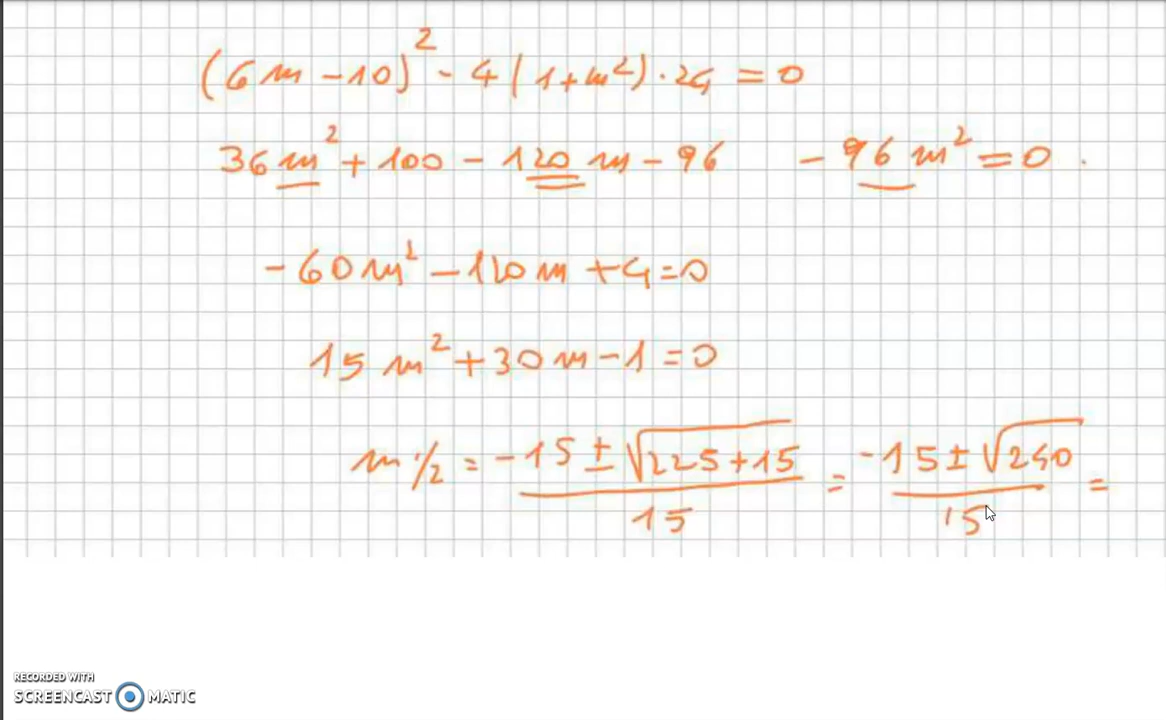 (6m - 10)² - 4(1+m²)·24 = 0
36m² + 100 - 120m - 96 - 96m² = 0.
-60m² - 120m + 4 = 0
15m² + 30m - 1 = 0
m 1/2 = (-15 ± √(225+15))/15 = (-15 ± √240)/15 =
RECORDED WITH
SCREENCAST MATIC